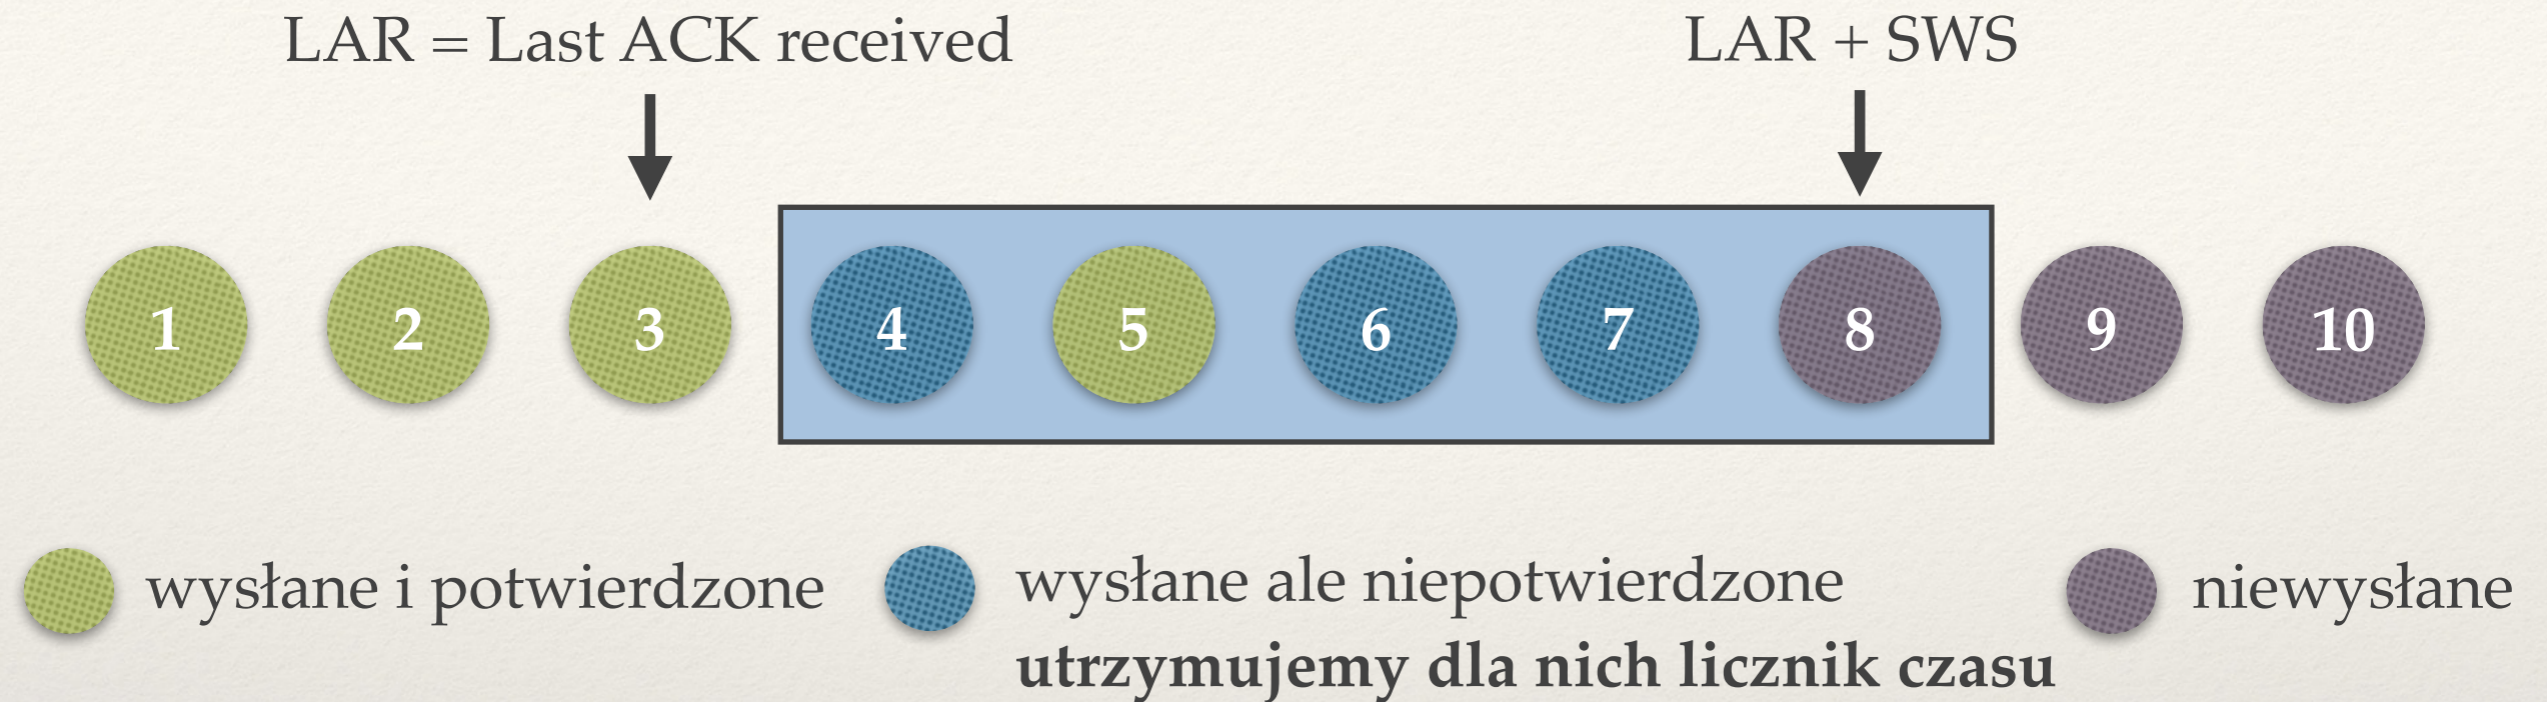 LAR = Last ACK received
LAR + SWS
1 2 3 4 5 6 7 8 9 10
wysłane i potwierdzone
wysłane ale niepotwierdzone
utrzymujemy dla nich licznik czasu
niewysłane